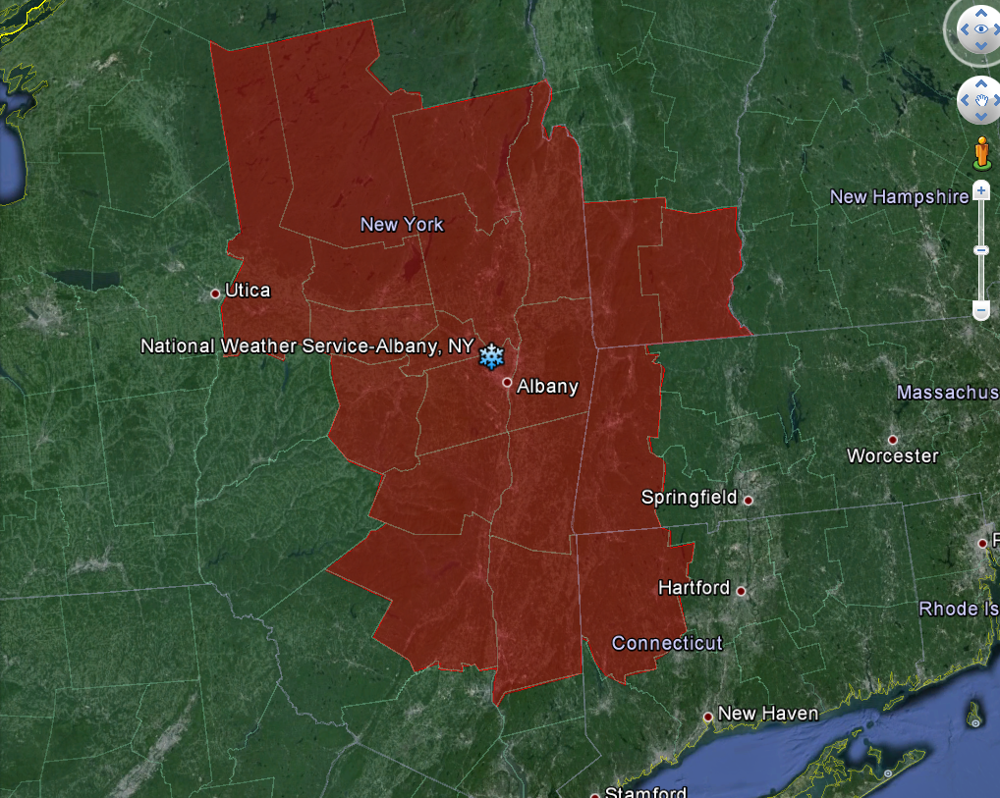 New Hampshire
New York
Utica
National Weather Service-Albany, NY
Albany
Massachus
Worcester
Springfield
Hartford
Rhode Is
Connecticut
New Haven
Stamford